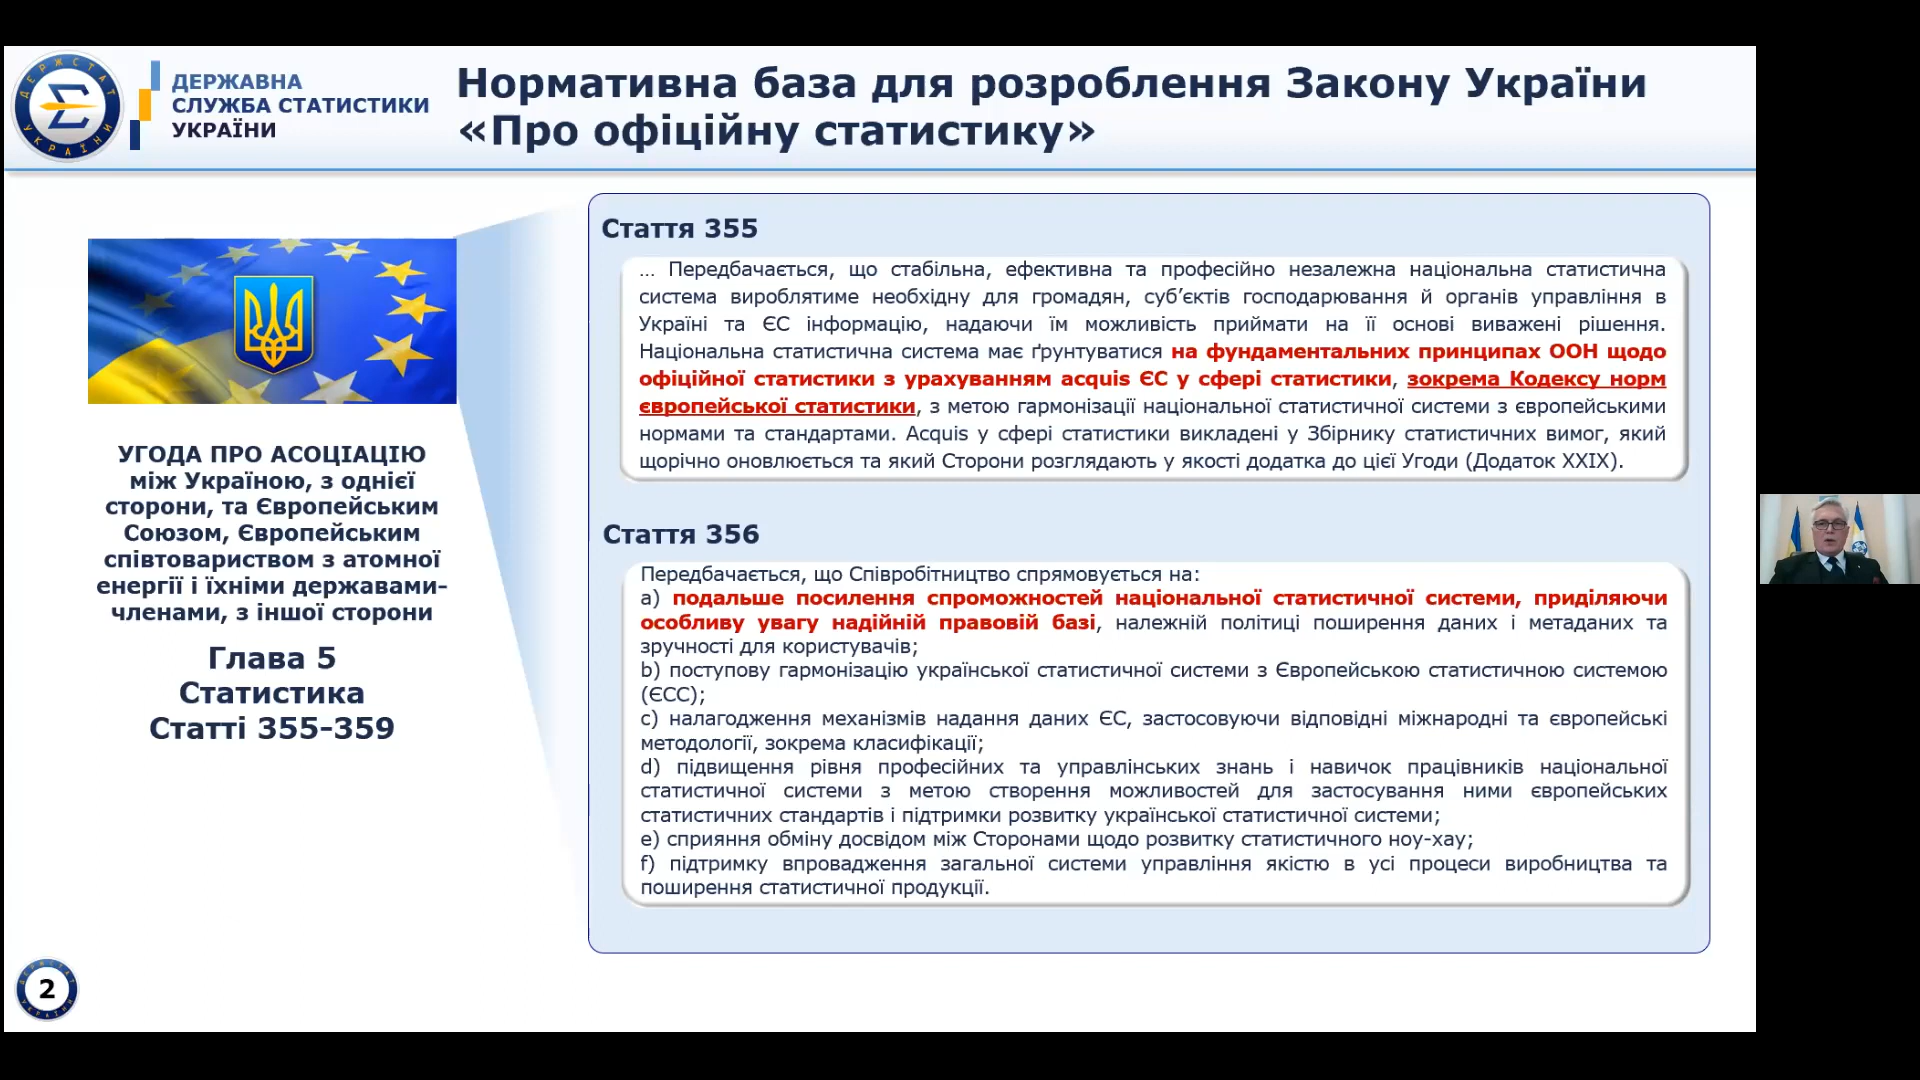 ДЕРЖАВНА
СЛУЖБА СТАТИСТИКИ
УКРАЇНИ
Нормативна база для розроблення Закону України
«Про офіційну статистику»
ДЕРЖСТАТ
УКРАЇНИ
УГОДА ПРО АСОЦІАЦІЮ
між Україною, з однієї
сторони, та Європейським
Союзом, Європейським
співтовариством з атомної
енергії і їхніми державами-
членами, з іншої сторони
Глава 5
Статистика
Статті 355-359
Стаття 355
... Передбачається, що стабільна, ефективна та професійно незалежна національна статистична
система вироблятиме необхідну для громадян, суб’єктів господарювання й органів управління в
Україні та ЄС інформацію, надаючи їм можливість приймати на її основі виважені рішення.
Національна статистична система має ґрунтуватися на фундаментальних принципах ООН щодо
офіційної статистики з урахуванням acquis ЄС у сфері статистики, зокрема Кодексу норм
європейської статистики, з метою гармонізації національної статистичної системи з європейськими
нормами та стандартами. Acquis у сфері статистики викладені у Збірнику статистичних вимог, який
щорічно оновлюється та який Сторони розглядають у якості додатка до цієї Угоди (Додаток XXIX).
Стаття 356
Передбачається, що Співробітництво спрямовується на:
a) подальше посилення спроможностей національної статистичної системи, приділяючи
особливу увагу надійній правовій базі, належній політиці поширення даних і метаданих та
зручності для користувачів;
b) поступову гармонізацію української статистичної системи з Європейською статистичною системою
(ЄСС);
c) налагодження механізмів надання даних ЄС, застосовуючи відповідні міжнародні та європейські
методології, зокрема класифікації;
d) підвищення рівня професійних та управлінських знань і навичок працівників національної
статистичної системи з метою створення можливостей для застосування ними європейських
статистичних стандартів і підтримки розвитку української статистичної системи;
e) сприяння обміну досвідом між Сторонами щодо розвитку статистичного ноу-хау;
f) підтримку впровадження загальної системи управління якістю в усі процеси виробництва та
поширення статистичної продукції.
ДЕРЖСТАТ
2
УКРАЇНИ